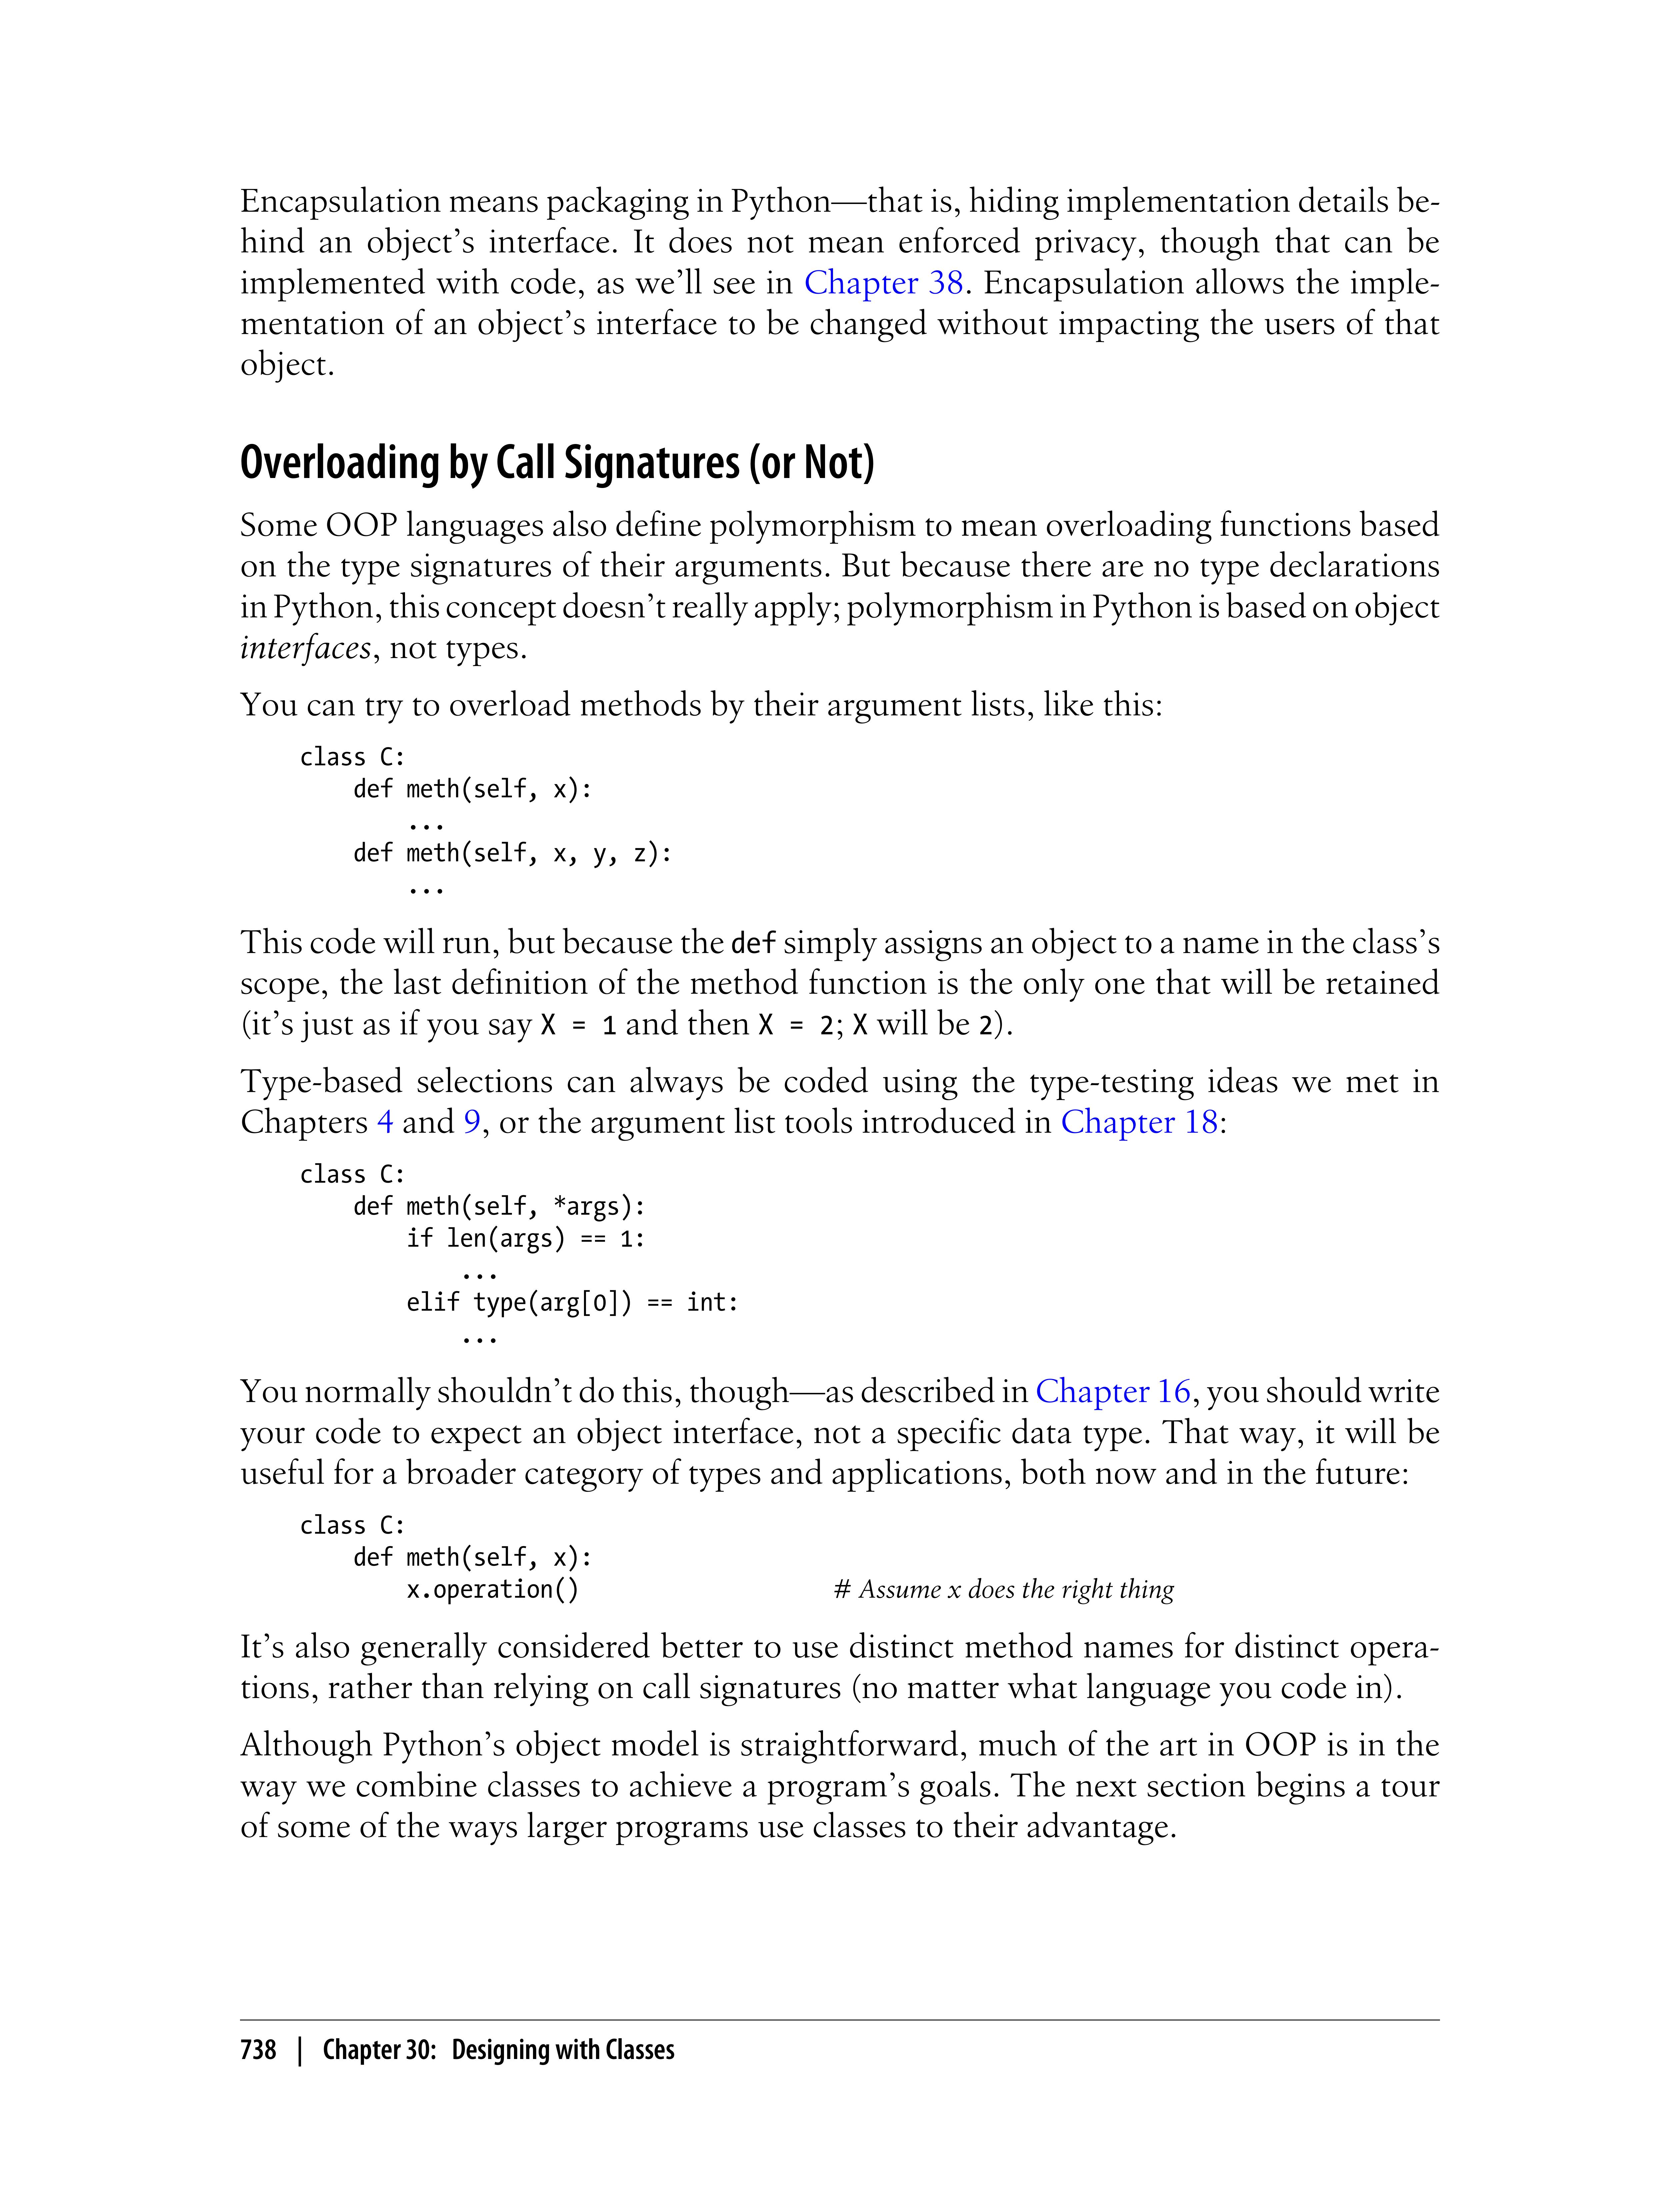 Encapsulation means packaging in Python—that is, hiding implementation details be-
hind an object’s interface. It does not mean enforced privacy, though that can be
implemented with code, as we’ll see in Chapter 38. Encapsulation allows the imple-
mentation of an object’s interface to be changed without impacting the users of that
object.
Overloading by Call Signatures (or Not)
Some OOP languages also define polymorphism to mean overloading functions based
on the type signatures of their arguments. But because there are no type declarations
in Python, this concept doesn’t really apply; polymorphism in Python is based on object
interfaces, not types.
You can try to overload methods by their argument lists, like this:
class C:
    def meth(self, x):
        ...
    def meth(self, x, y, z):
        ...
This code will run, but because the def simply assigns an object to a name in the class’s
scope, the last definition of the method function is the only one that will be retained
(it’s just as if you say X = 1 and then X = 2; X will be 2).
Type-based selections can always be coded using the type-testing ideas we met in
Chapters 4 and 9, or the argument list tools introduced in Chapter 18:
class C:
    def meth(self, *args):
        if len(args) == 1:
            ...
        elif type(arg[0]) == int:
            ...
You normally shouldn’t do this, though—as described in Chapter 16, you should write
your code to expect an object interface, not a specific data type. That way, it will be
useful for a broader category of types and applications, both now and in the future:
class C:
    def meth(self, x):
        x.operation()                   # Assume x does the right thing
It’s also generally considered better to use distinct method names for distinct opera-
tions, rather than relying on call signatures (no matter what language you code in).
Although Python’s object model is straightforward, much of the art in OOP is in the
way we combine classes to achieve a program’s goals. The next section begins a tour
of some of the ways larger programs use classes to their advantage.
738 | Chapter 30: Designing with Classes